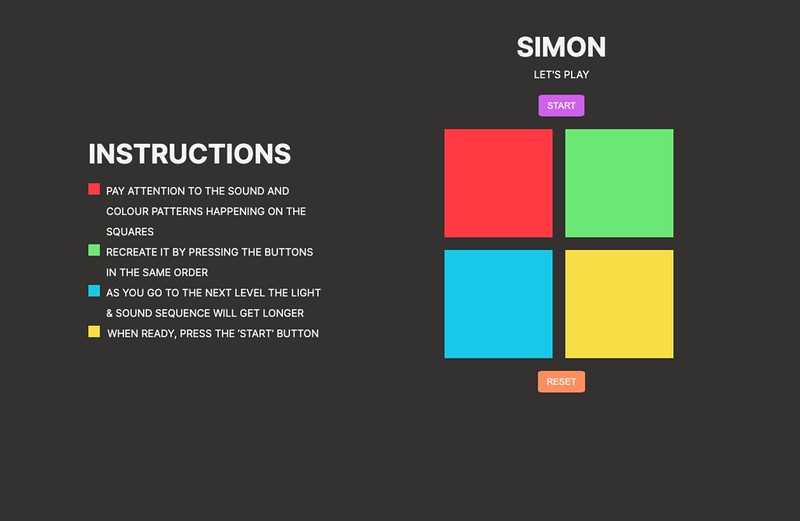 SIMON
LET'S PLAY
START
INSTRUCTIONS
PAY ATTENTION TO THE SOUND AND
COLOUR PATTERNS HAPPENING ON THE
SQUARES
RECREATE IT BY PRESSING THE BUTTONS
IN THE SAME ORDER
AS YOU GO TO THE NEXT LEVEL THE LIGHT
& SOUND SEQUENCE WILL GET LONGER
WHEN READY, PRESS THE ‘START’ BUTTON
RESET